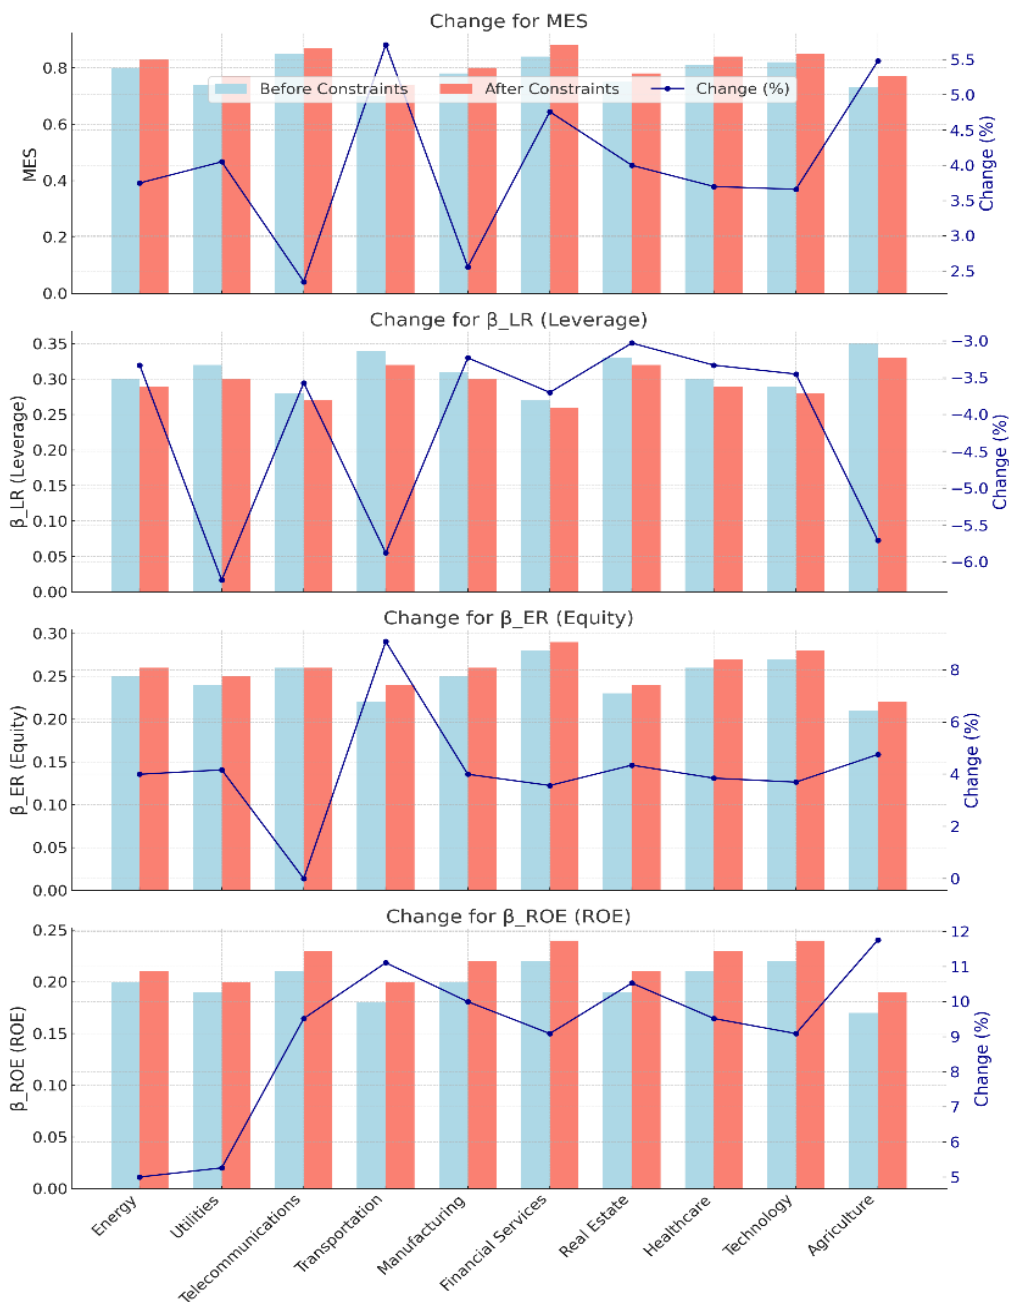 Change for MES
0.8
0.6
0.4
0.2
0.0
MES
Before Constraints After Constraints Change (%)
5.5
5.0
4.5
4.0
3.5
3.0
2.5
Change (%)
Change for β_LR (Leverage)
0.35
0.30
0.25
0.20
0.15
0.10
0.05
0.00
β_LR (Leverage)
−3.0
−3.5
−4.0
−4.5
−5.0
−5.5
−6.0
Change (%)
Change for β_ER (Equity)
0.30
0.25
0.20
0.15
0.10
0.05
0.00
β_ER (Equity)
8
6
4
2
0
Change (%)
Change for β_ROE (ROE)
0.25
0.20
0.15
0.10
0.05
0.00
β_ROE (ROE)
12
11
10
9
8
7
6
5
Change (%)
Energy
Utilities
Telecommunications
Transportation
Manufacturing
Financial Services
Real Estate
Healthcare
Technology
Agriculture